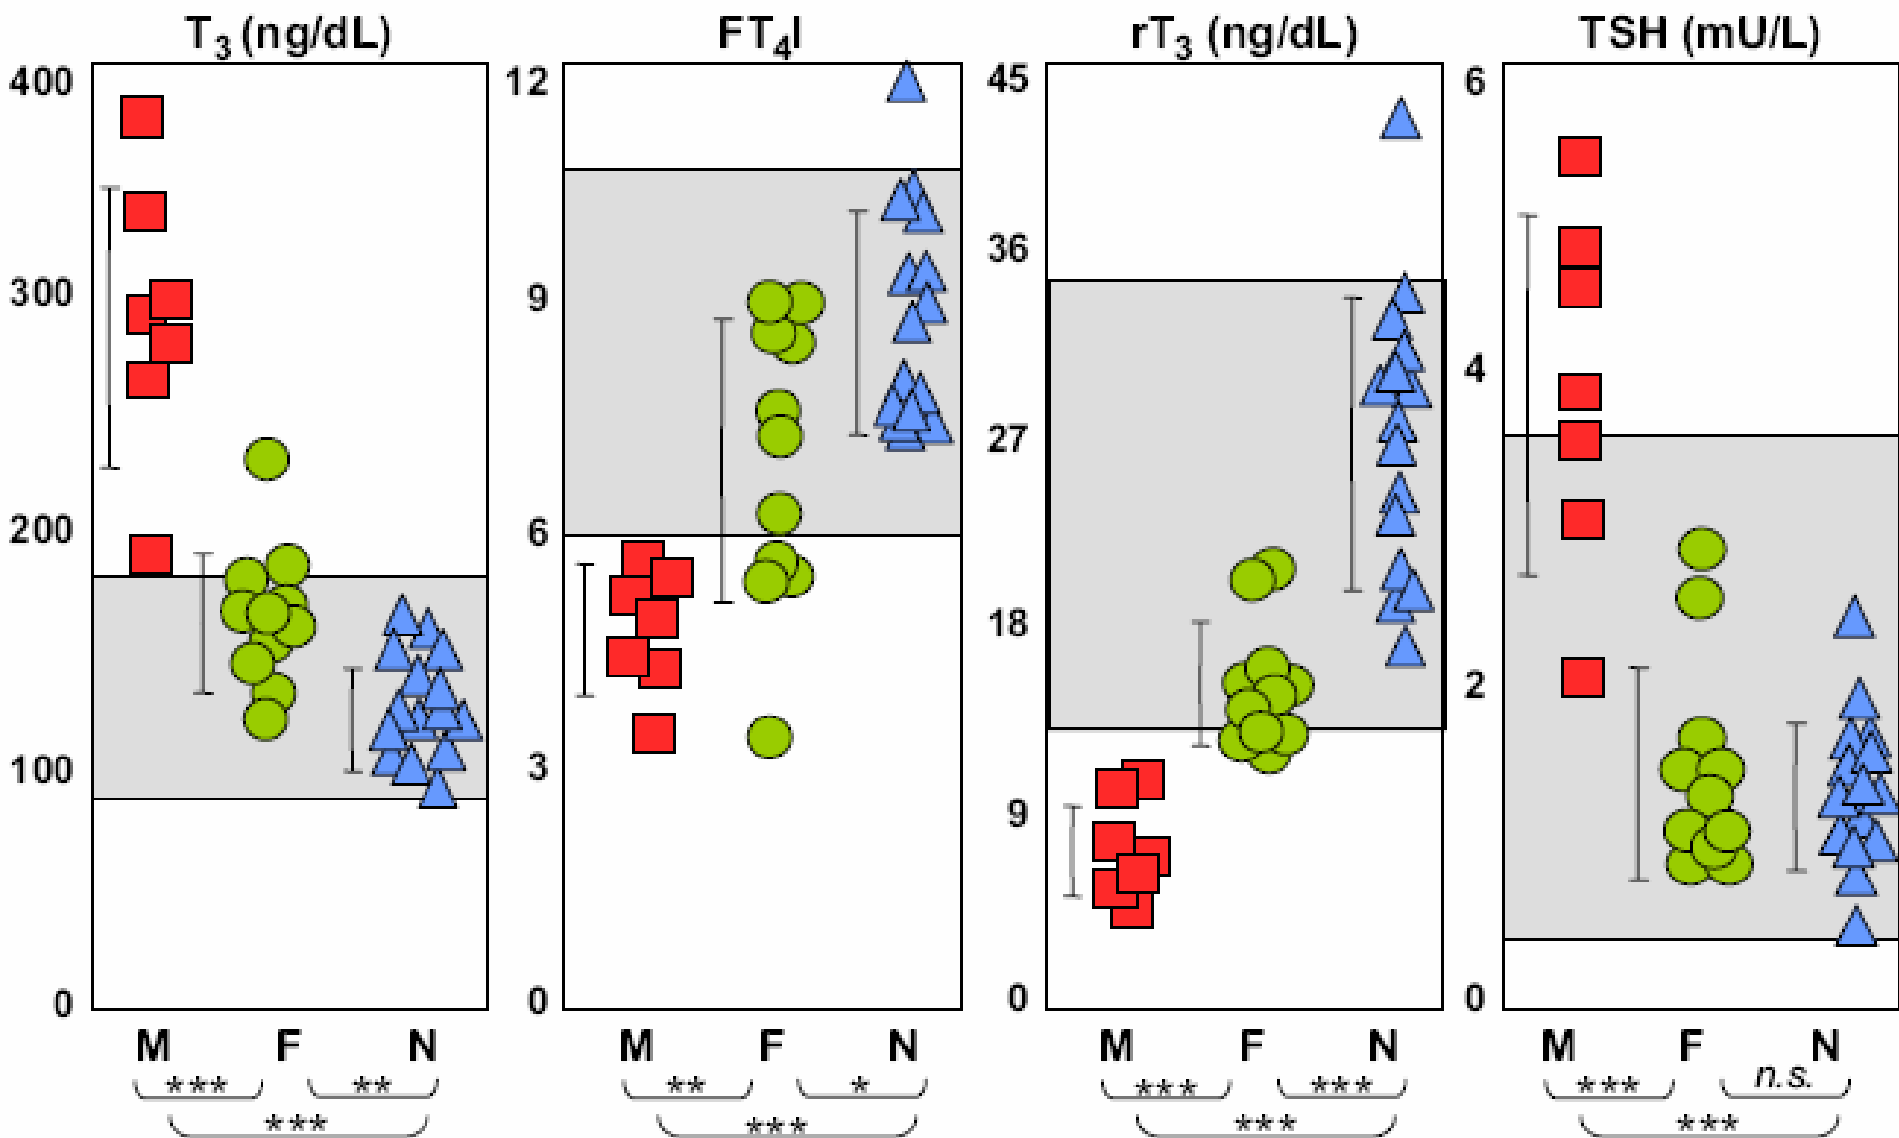 T₃ (ng/dL) FT₄I rT₃ (ng/dL) TSH (mU/L)
400 12 45 6
300 9 36 4
200 6 27 2
100 3 18 0
0 0 9
0
M F N M F N M F N M F N
*** ** ** * *** *** *** n.s.
*** *** *** ***